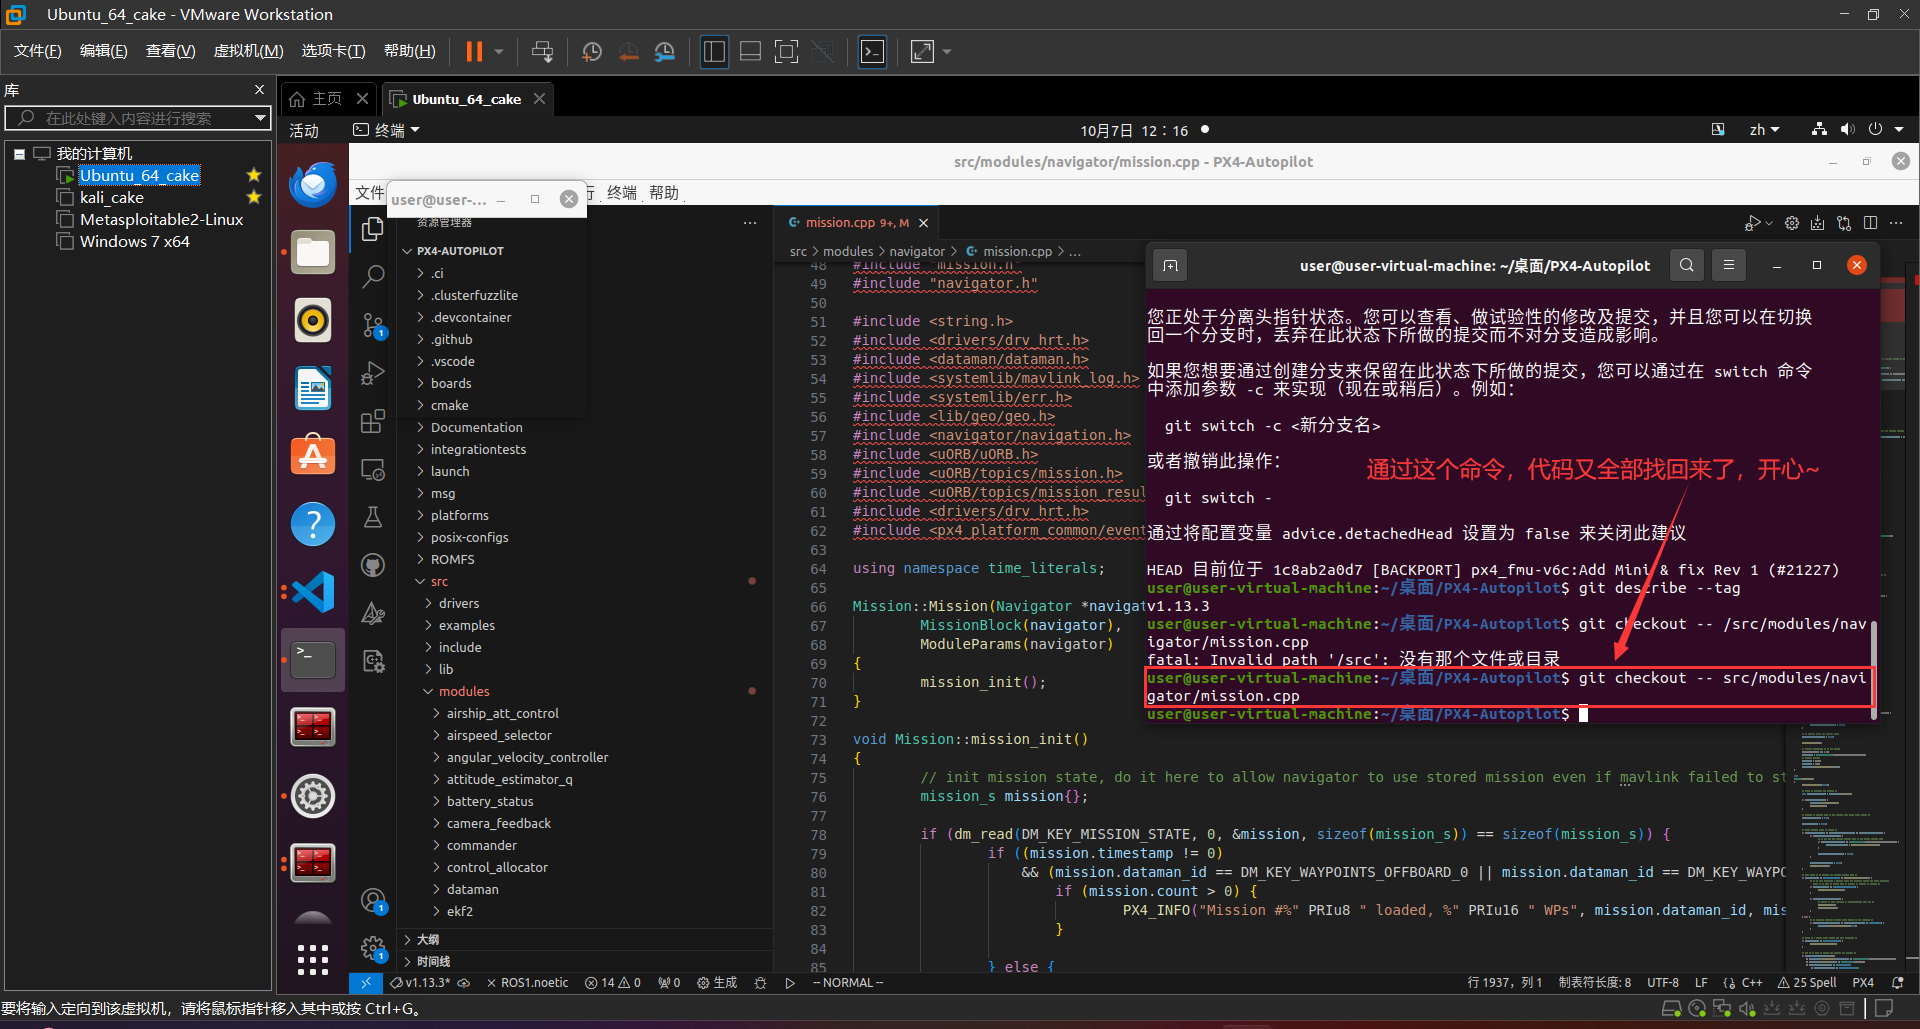 Ubuntu_64_cake - VMware Workstation
文件(F) 编辑(E) 查看(V) 虚拟机(M) 选项卡(T) 帮助(H)
库
在此处键入内容进行搜索
我的计算机
Ubuntu_64_cake
kali_cake
Metasploitable2-Linux
Windows 7 x64
主页
Ubuntu_64_cake
活动
终端
10月7日 12：16
zh
src/modules/navigator/mission.cpp - PX4-Autopilot
文件
行 终端 帮助
user@user-...
资源管理器
PX4-AUTOPILOT
.ci
.clusterfuzzlite
.devcontainer
.github
.vscode
boards
cmake
Documentation
integrationtests
launch
msg
platforms
posix-configs
ROMFS
src
drivers
examples
include
lib
modules
airship_att_control
airspeed_selector
angular_velocity_controller
attitude_estimator_q
battery_status
camera_feedback
commander
control_allocator
dataman
ekf2
大纲
时间线
mission.cpp 9+, M
src > modules > navigator > mission.cpp > ...
48 #include "mission.h"
49 #include "navigator.h"
50
51 #include <string.h>
52 #include <drivers/drv_hrt.h>
53 #include <dataman/dataman.h>
54 #include <systemlib/mavlink_log.h>
55 #include <systemlib/err.h>
56 #include <lib/geo/geo.h>
57 #include <navigator/navigation.h>
58 #include <uORB/uORB.h>
59 #include <uORB/topics/mission.h>
60 #include <uORB/topics/mission_resul
61 #include <drivers/drv_hrt.h>
62 #include <px4_platform_common/event
63
64 using namespace time_literals;
65
66 Mission::Mission(Navigator *navigat
67 MissionBlock(navigator),
68 ModuleParams(navigator)
69 {
70 mission_init();
71 }
72
73 void Mission::mission_init()
74 {
75 // init mission state, do it here to allow navigator to use stored mission even if mavlink failed to st
76 mission_s mission{};
77
78 if (dm_read(DM_KEY_MISSION_STATE, 0, &mission, sizeof(mission_s)) == sizeof(mission_s)) {
79 if ((mission.timestamp != 0)
80 && (mission.dataman_id == DM_KEY_WAYPOINTS_OFFBOARD_0 || mission.dataman_id == DM_KEY_WAYPO
81 if (mission.count > 0) {
82 PX4_INFO("Mission #%" PRIu8 " loaded, %" PRIu16 " WPs", mission.dataman_id, mis
83 }
84
85 } else {
user@user-virtual-machine: ~/桌面/PX4-Autopilot
您正处于分离头指针状态。您可以查看、做试验性的修改及提交，并且您可以在切换
回一个分支时，丢弃在此状态下所做的提交而不对分支造成影响。
如果您想要通过创建分支来保留在此状态下所做的提交，您可以通过在 switch 命令
中添加参数 -c 来实现（现在或稍后）。例如：
git switch -c <新分支名>
或者撤销此操作：
git switch -
通过将配置变量 advice.detachedHead 设置为 false 来关闭此建议
HEAD 目前位于 1c8ab2a0d7 [BACKPORT] px4_fmu-v6c:Add Mini & fix Rev 1 (#21227)
user@user-virtual-machine:~/桌面/PX4-Autopilot$ git describe --tag
v1.13.3
user@user-virtual-machine:~/桌面/PX4-Autopilot$ git checkout -- /src/modules/nav
igator/mission.cpp
fatal: Invalid path '/src': 没有那个文件或目录
user@user-virtual-machine:~/桌面/PX4-Autopilot$ git checkout -- src/modules/navi
gator/mission.cpp
user@user-virtual-machine:~/桌面/PX4-Autopilot$
通过这个命令，代码又全部找回来了，开心~
v1.13.3* ROS1.noetic 14 0 0 生成 -- NORMAL --
行 1937，列 1 制表符长度: 8 UTF-8 LF C++ 25 Spell PX4
要将输入定向到该虚拟机，请将鼠标指针移入其中或按 Ctrl+G。